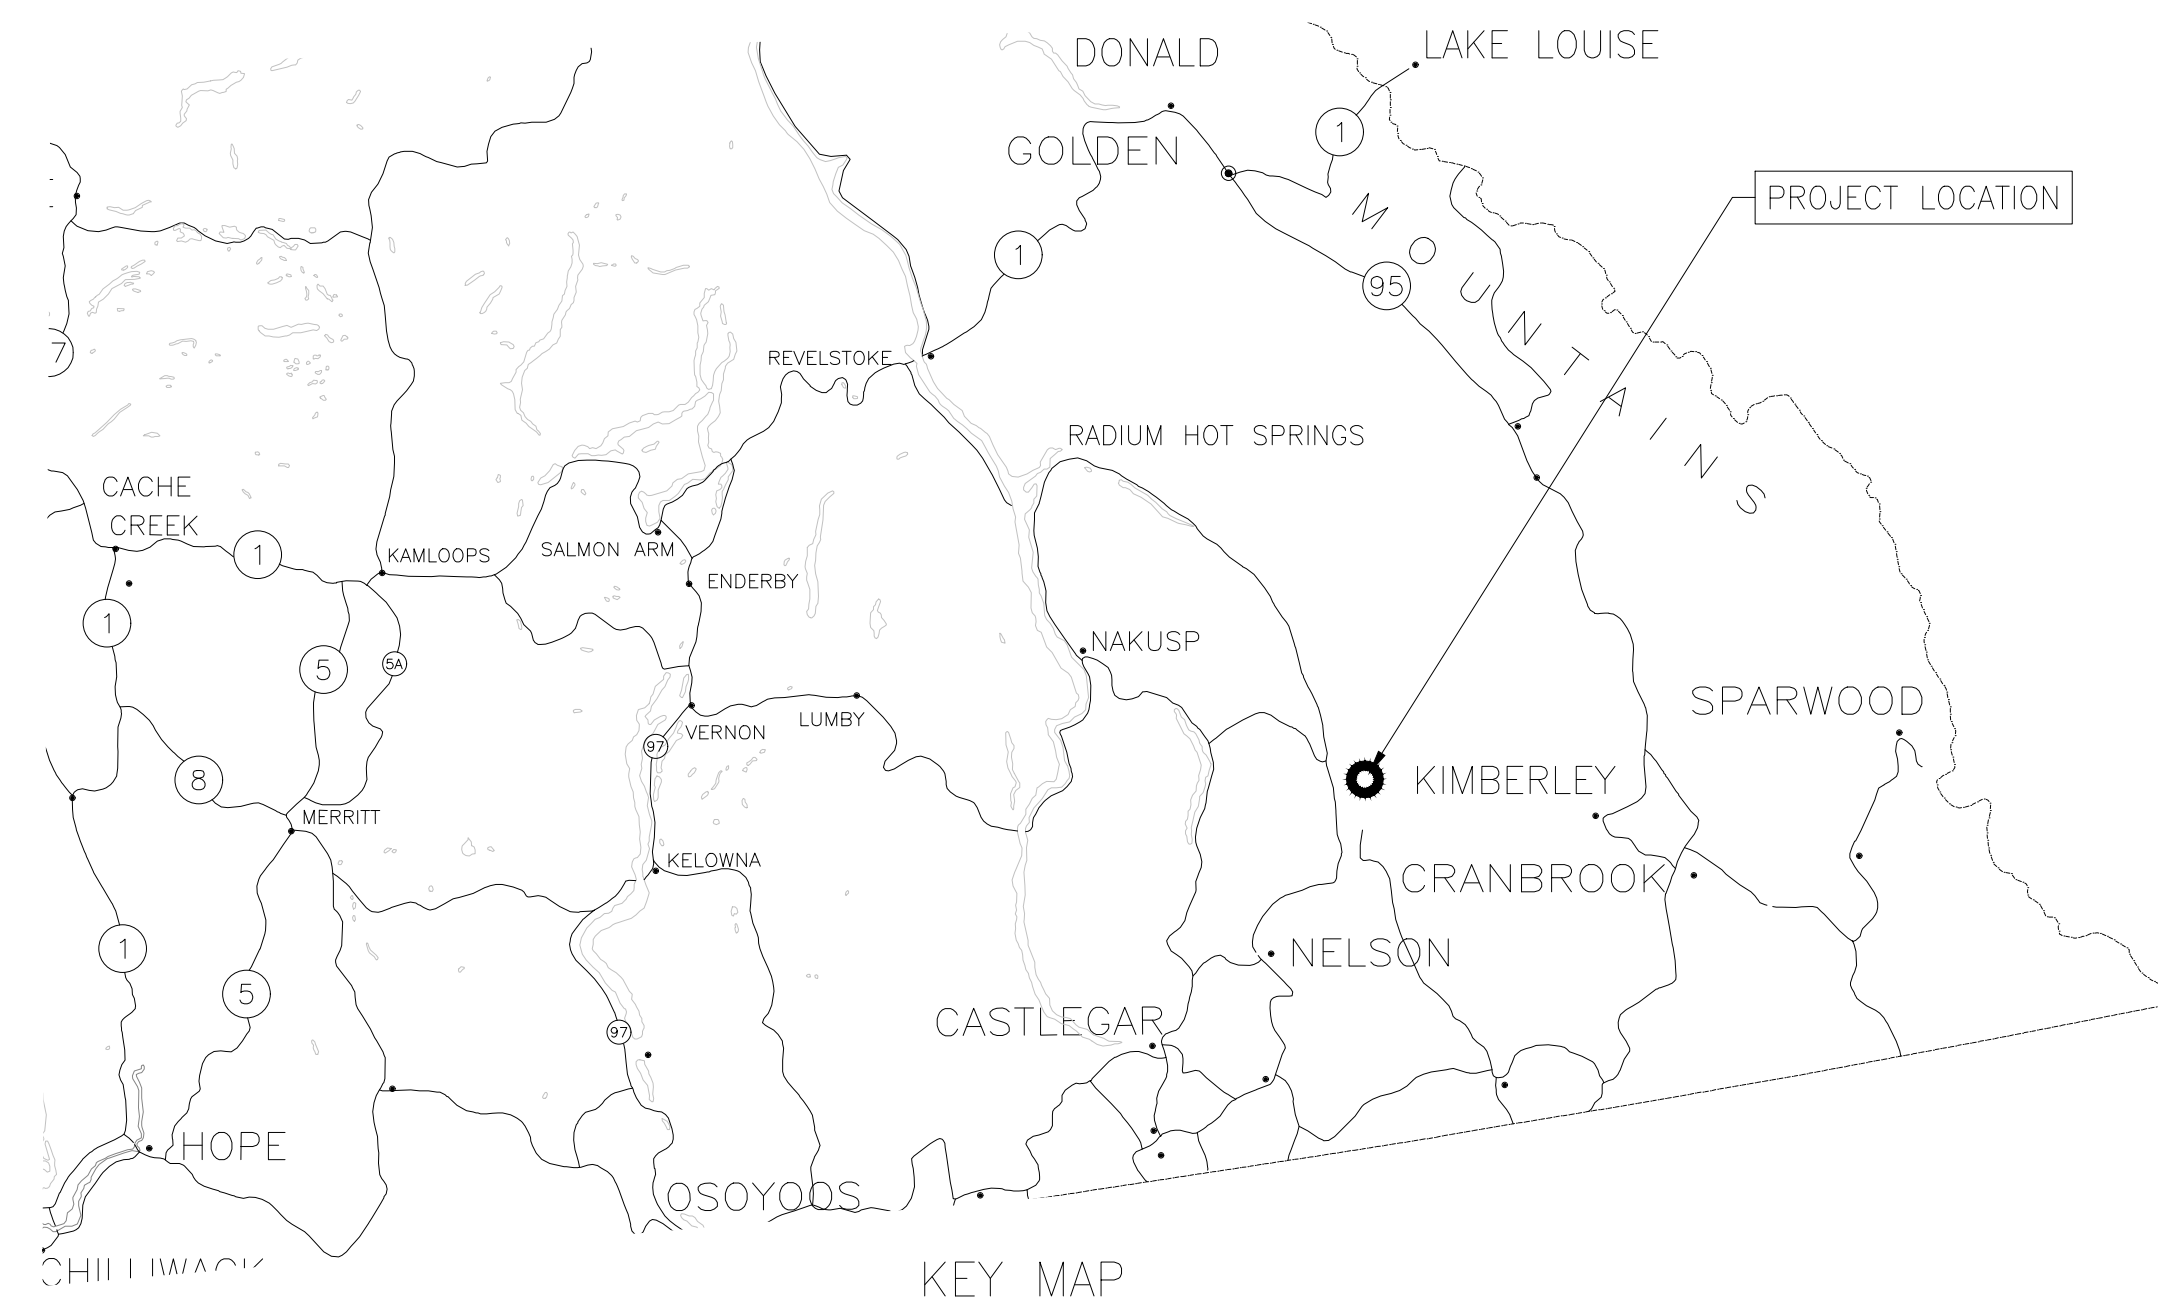 DONALD
LAKE LOUISE
1
GOLDEN
PROJECT LOCATION
MOUNTAINS
1
95
7
REVELSTOKE
RADIUM HOT SPRINGS
CACHE
CREEK
1
KAMLOOPS
SALMON ARM
ENDERBY
1
5
5A
NAKUSP
SPARWOOD
97
VERNON
LUMBY
8
KIMBERLEY
MERRITT
KELOWNA
CRANBROOK
1
NELSON
5
97
CASTLEGAR
HOPE
OSOYOOS
CHILLIWACK
KEY MAP